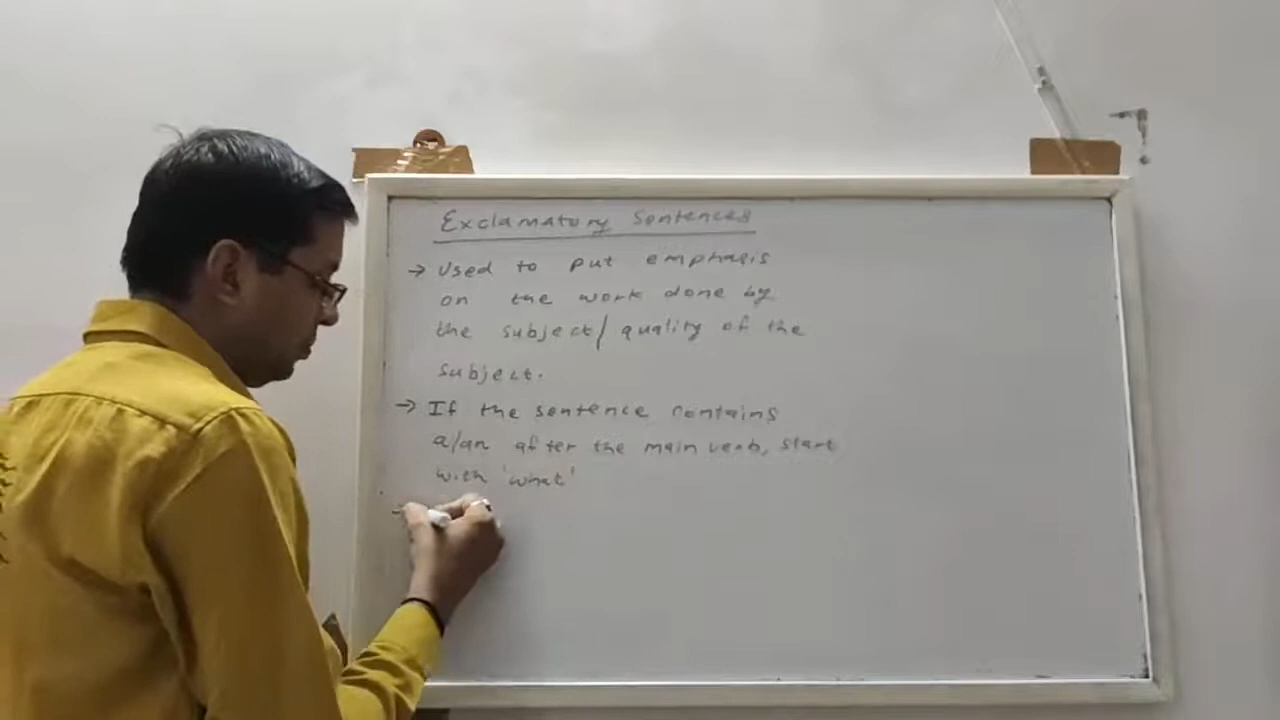 Exclamatory Sentences
→ Used to put emphasis
on the work done by
the subject/quality of the
subject.
→ If the sentence contains
a/an after the main verb, start
with 'what'